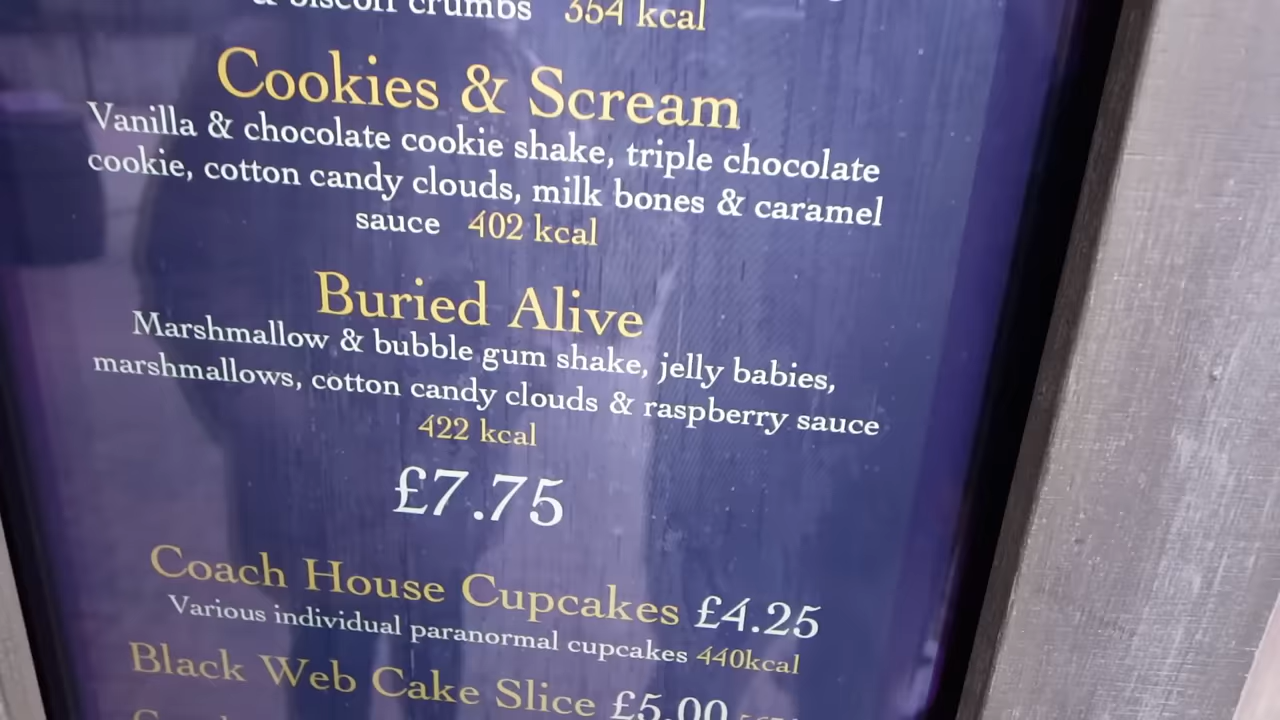 & biscoff crumbs 354 kcal
Cookies & Scream
Vanilla & chocolate cookie shake, triple chocolate
cookie, cotton candy clouds, milk bones & caramel
sauce 402 kcal
Buried Alive
Marshmallow & bubble gum shake, jelly babies,
marshmallows, cotton candy clouds & raspberry sauce
422 kcal
£7.75
Coach House Cupcakes £4.25
Various individual paranormal cupcakes 440kcal
Black Web Cake Slice £5.00